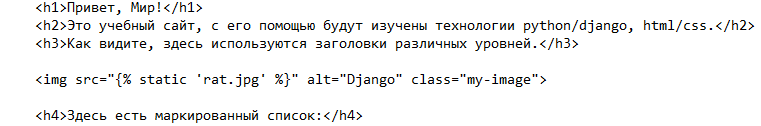 <h1>Привет, Мир!</h1>
<h2>Это учебный сайт, с его помощью будут изучены технологии python/django, html/css.</h2>
<h3>Как видите, здесь используются заголовки различных уровней.</h3>
<img src="{% static 'rat.jpg' %}" alt="Django" class="my-image">
<h4>Здесь есть маркированный список:</h4>